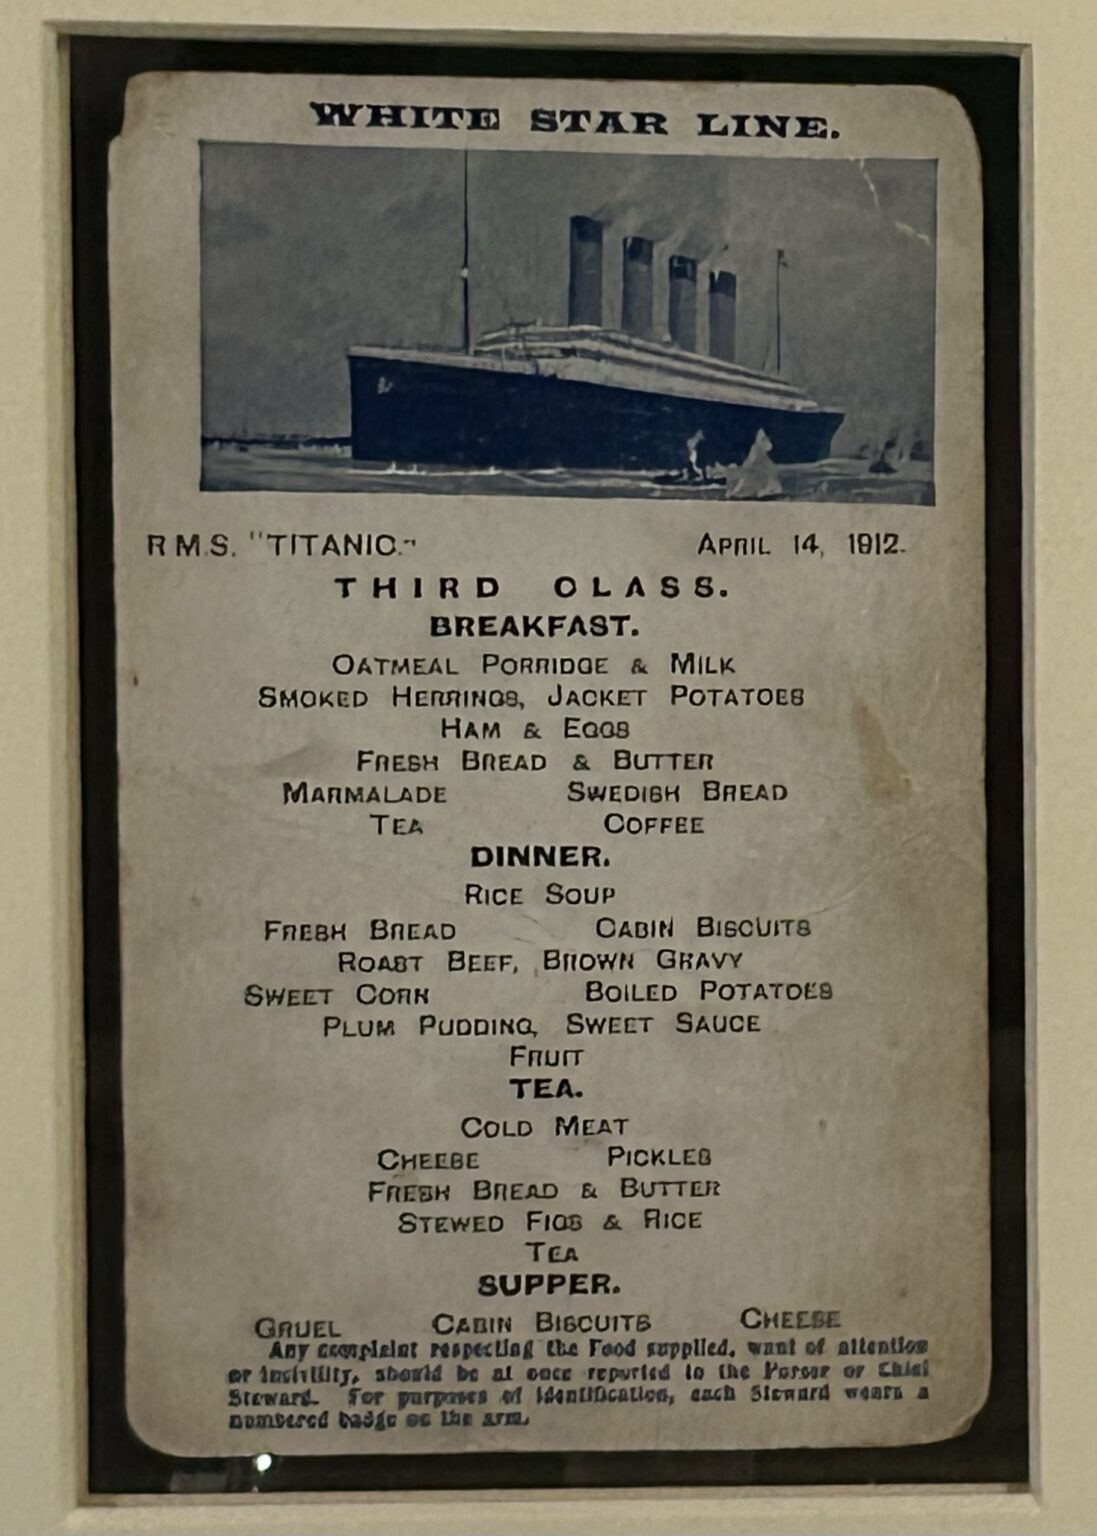 WHITE STAR LINE.
R.M.S. "TITANIC." APRIL 14, 1912.
THIRD CLASS.
BREAKFAST.
OATMEAL PORRIDGE & MILK
SMOKED HERRINGS, JACKET POTATOES
HAM & EGGS
FRESH BREAD & BUTTER
MARMALADE SWEDISH BREAD
TEA COFFEE
DINNER.
RICE SOUP
FRESH BREAD CABIN BISCUITS
ROAST BEEF, BROWN GRAVY
SWEET CORN BOILED POTATOES
PLUM PUDDING, SWEET SAUCE
FRUIT
TEA.
COLD MEAT
CHEESE PICKLES
FRESH BREAD & BUTTER
STEWED FIGS & RICE
TEA
SUPPER.
GRUEL CABIN BISCUITS CHEESE
Any complaint respecting the Food supplied, want of attention
or incivility, should be at once reported to the Purser or Chief
Steward. For purposes of identification, each Steward wears a
numbered badge on the arm.